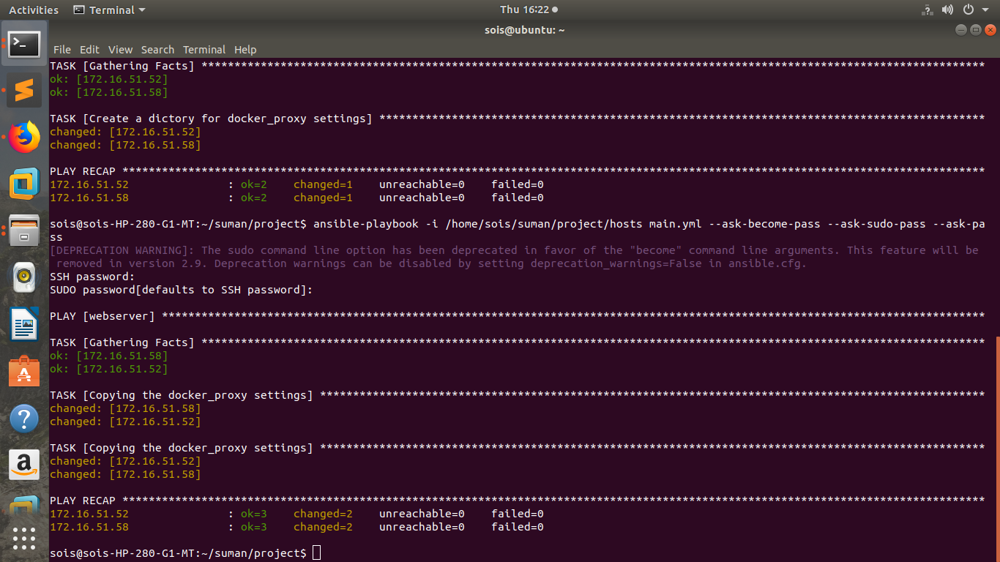 Activities Terminal Thu 16:22
sois@ubuntu: ~
File Edit View Search Terminal Help
TASK [Gathering Facts] ***********************************************************************************************************************
ok: [172.16.51.52]
ok: [172.16.51.58]
TASK [Create a dictory for docker_proxy settings] ********************************************************************************************
changed: [172.16.51.52]
changed: [172.16.51.58]
PLAY RECAP ***********************************************************************************************************************************
172.16.51.52 : ok=2 changed=1 unreachable=0 failed=0
172.16.51.58 : ok=2 changed=1 unreachable=0 failed=0
sois@sois-HP-280-G1-MT:~/suman/project$ ansible-playbook -i /home/sois/suman/project/hosts main.yml --ask-become-pass --ask-sudo-pass --ask-pa
ss
[DEPRECATION WARNING]: The sudo command line option has been deprecated in favor of the "become" command line arguments. This feature will be
removed in version 2.9. Deprecation warnings can be disabled by setting deprecation_warnings=False in ansible.cfg.
SSH password:
SUDO password[defaults to SSH password]:
PLAY [webserver] *****************************************************************************************************************************
TASK [Gathering Facts] ***********************************************************************************************************************
ok: [172.16.51.58]
ok: [172.16.51.52]
TASK [Copying the docker_proxy settings] *****************************************************************************************************
changed: [172.16.51.58]
changed: [172.16.51.52]
TASK [Copying the docker_proxy settings] *****************************************************************************************************
changed: [172.16.51.52]
changed: [172.16.51.58]
PLAY RECAP ***********************************************************************************************************************************
172.16.51.52 : ok=3 changed=2 unreachable=0 failed=0
172.16.51.58 : ok=3 changed=2 unreachable=0 failed=0
sois@sois-HP-280-G1-MT:~/suman/project$